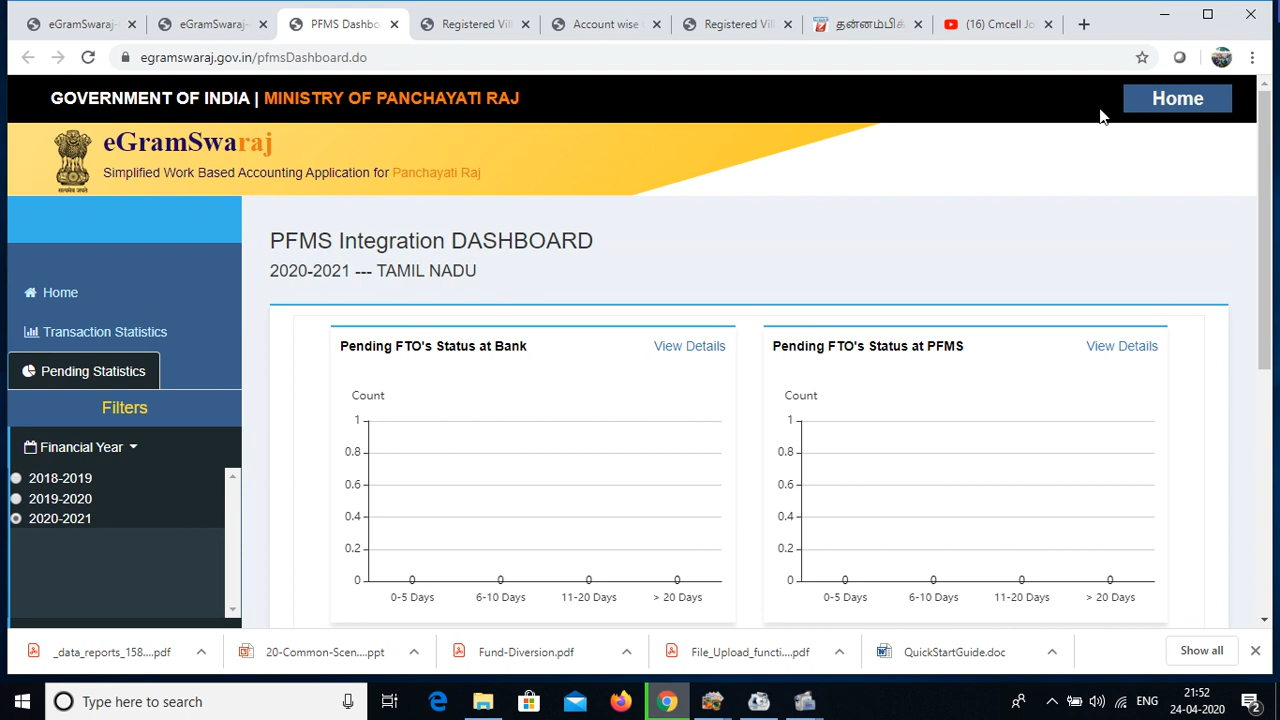 eGramSwaraj-
eGramSwaraj-
PFMS Dashbo
Registered Vil
Account wise
Registered Vill
தன்னம்பிக்
(16) Cmcell Jo
egramswaraj.gov.in/pfmsDashboard.do
GOVERNMENT OF INDIA | MINISTRY OF PANCHAYATI RAJ
Home
eGramSwaraj
Simplified Work Based Accounting Application for Panchayati Raj
PFMS Integration DASHBOARD
2020-2021 --- TAMIL NADU
Home
Transaction Statistics
Pending Statistics
Filters
Financial Year
2018-2019
2019-2020
2020-2021
Pending FTO's Status at Bank View Details
Count
1
0.8
0.6
0.4
0.2
0
0 0 0 0
0-5 Days 6-10 Days 11-20 Days > 20 Days
Pending FTO's Status at PFMS View Details
Count
1
0.8
0.6
0.4
0.2
0
0 0 0 0
0-5 Days 6-10 Days 11-20 Days > 20 Days
_data_reports_158....pdf
20-Common-Scen....ppt
Fund-Diversion.pdf
File_Upload_functi....pdf
QuickStartGuide.doc
Show all
Type here to search
ENG
21:52
24-04-2020
2